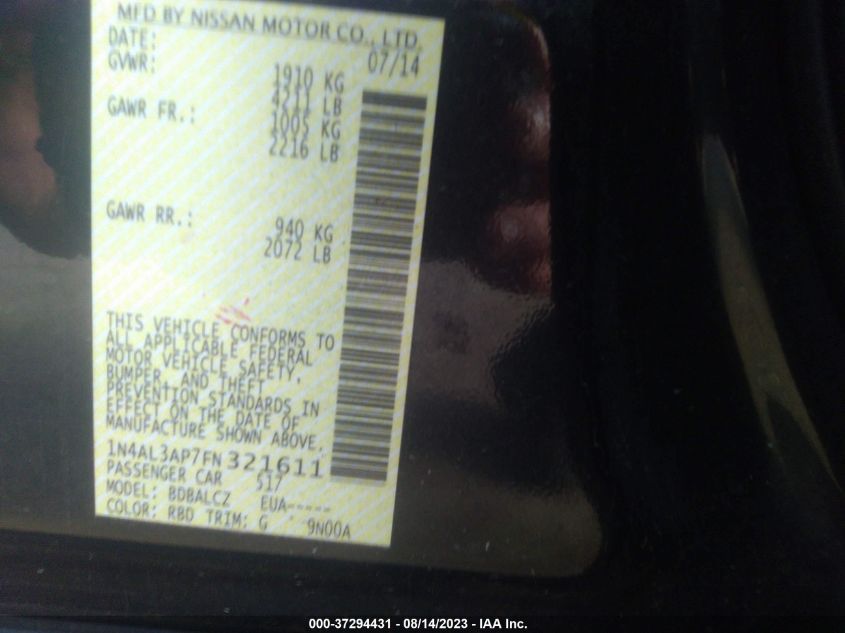 MFD BY NISSAN MOTOR CO., LTD.
DATE: 07/14
GVWR: 1910 KG
4211 LB
GAWR FR.: 1005 KG
2216 LB
GAWR RR.: 940 KG
2072 LB
THIS VEHICLE CONFORMS TO
ALL APPLICABLE FEDERAL
MOTOR VEHICLE SAFETY,
BUMPER, AND THEFT
PREVENTION STANDARDS IN
EFFECT ON THE DATE OF
MANUFACTURE SHOWN ABOVE.
1N4AL3AP7FN321611
PASSENGER CAR 517
MODEL: BDBALCZ EUA-----
COLOR: RBD TRIM: G 9N00A
000-37294431 - 08/14/2023 - IAA Inc.